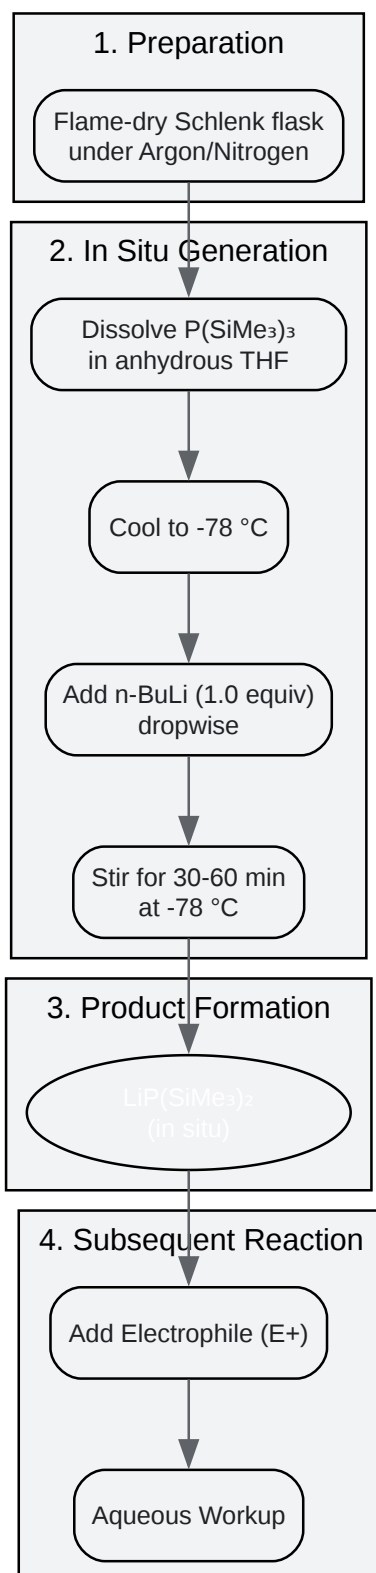 1. Preparation
Flame-dry Schlenk flask
under Argon/Nitrogen
2. In Situ Generation
Dissolve P(SiMe₃)₃
in anhydrous THF
Cool to -78 °C
Add n-BuLi (1.0 equiv)
dropwise
Stir for 30-60 min
at -78 °C
3. Product Formation
LiP(SiMe₃)₂
(in situ)
4. Subsequent Reaction
Add Electrophile (E+)
Aqueous Workup